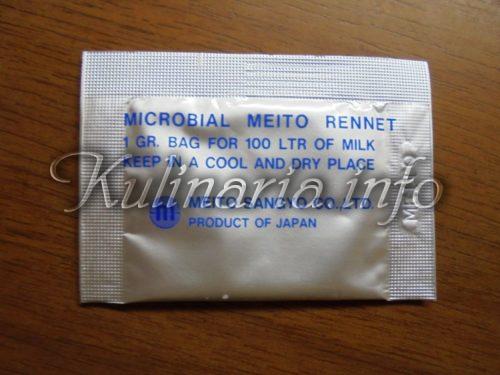 MICROBIAL MEITO RENNET
1 GR. BAG FOR 100 LTR OF MILK
KEEP IN A COOL AND DRY PLACE
m MEITO SANGYO CO., LTD.
PRODUCT OF JAPAN
Kulinaria.info